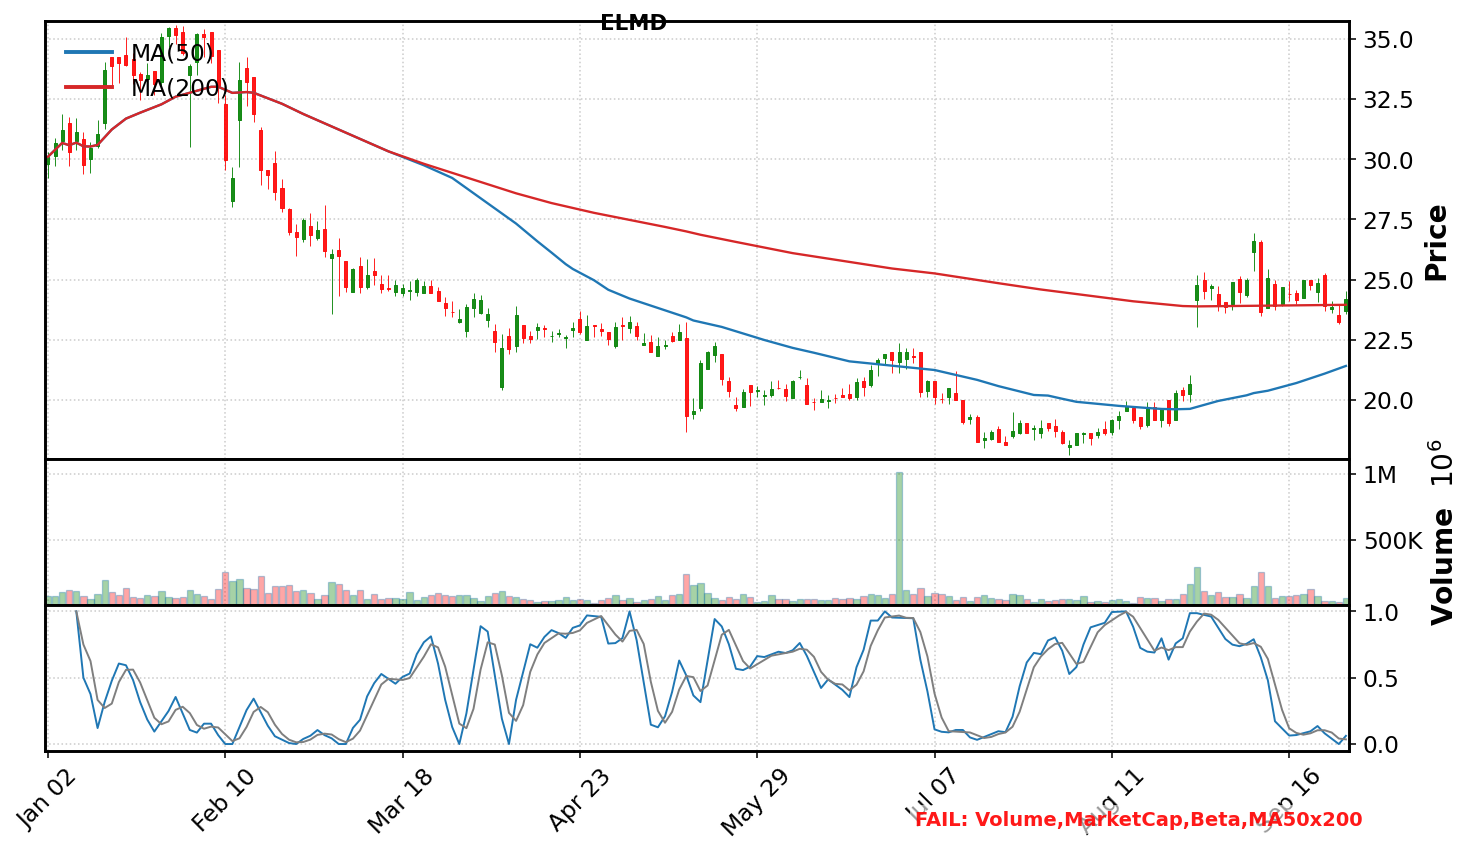 ELMD
MA(50)
MA(200)
35.0
32.5
30.0
27.5
25.0
22.5
20.0
Price
1M
500K
Volume 10⁶
1.0
0.5
0.0
Jan 02
Feb 10
Mar 18
Apr 23
May 29
Jul 07
Aug 11
Sep 16
FAIL: Volume,MarketCap,Beta,MA50x200